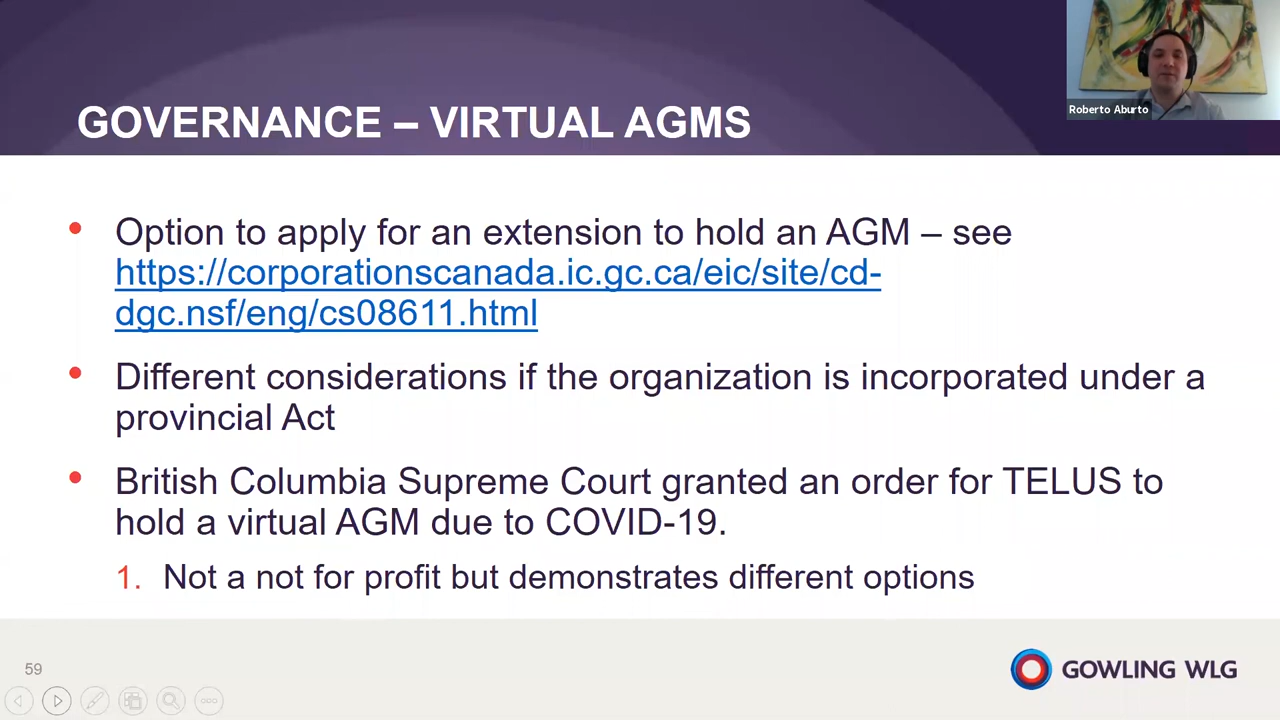 GOVERNANCE – VIRTUAL AGMS
Roberto Aburto
• Option to apply for an extension to hold an AGM – see
https://corporationscanada.ic.gc.ca/eic/site/cd-
dgc.nsf/eng/cs08611.html
• Different considerations if the organization is incorporated under a
provincial Act
• British Columbia Supreme Court granted an order for TELUS to
hold a virtual AGM due to COVID-19.
1. Not a not for profit but demonstrates different options
59
GOWLING WLG